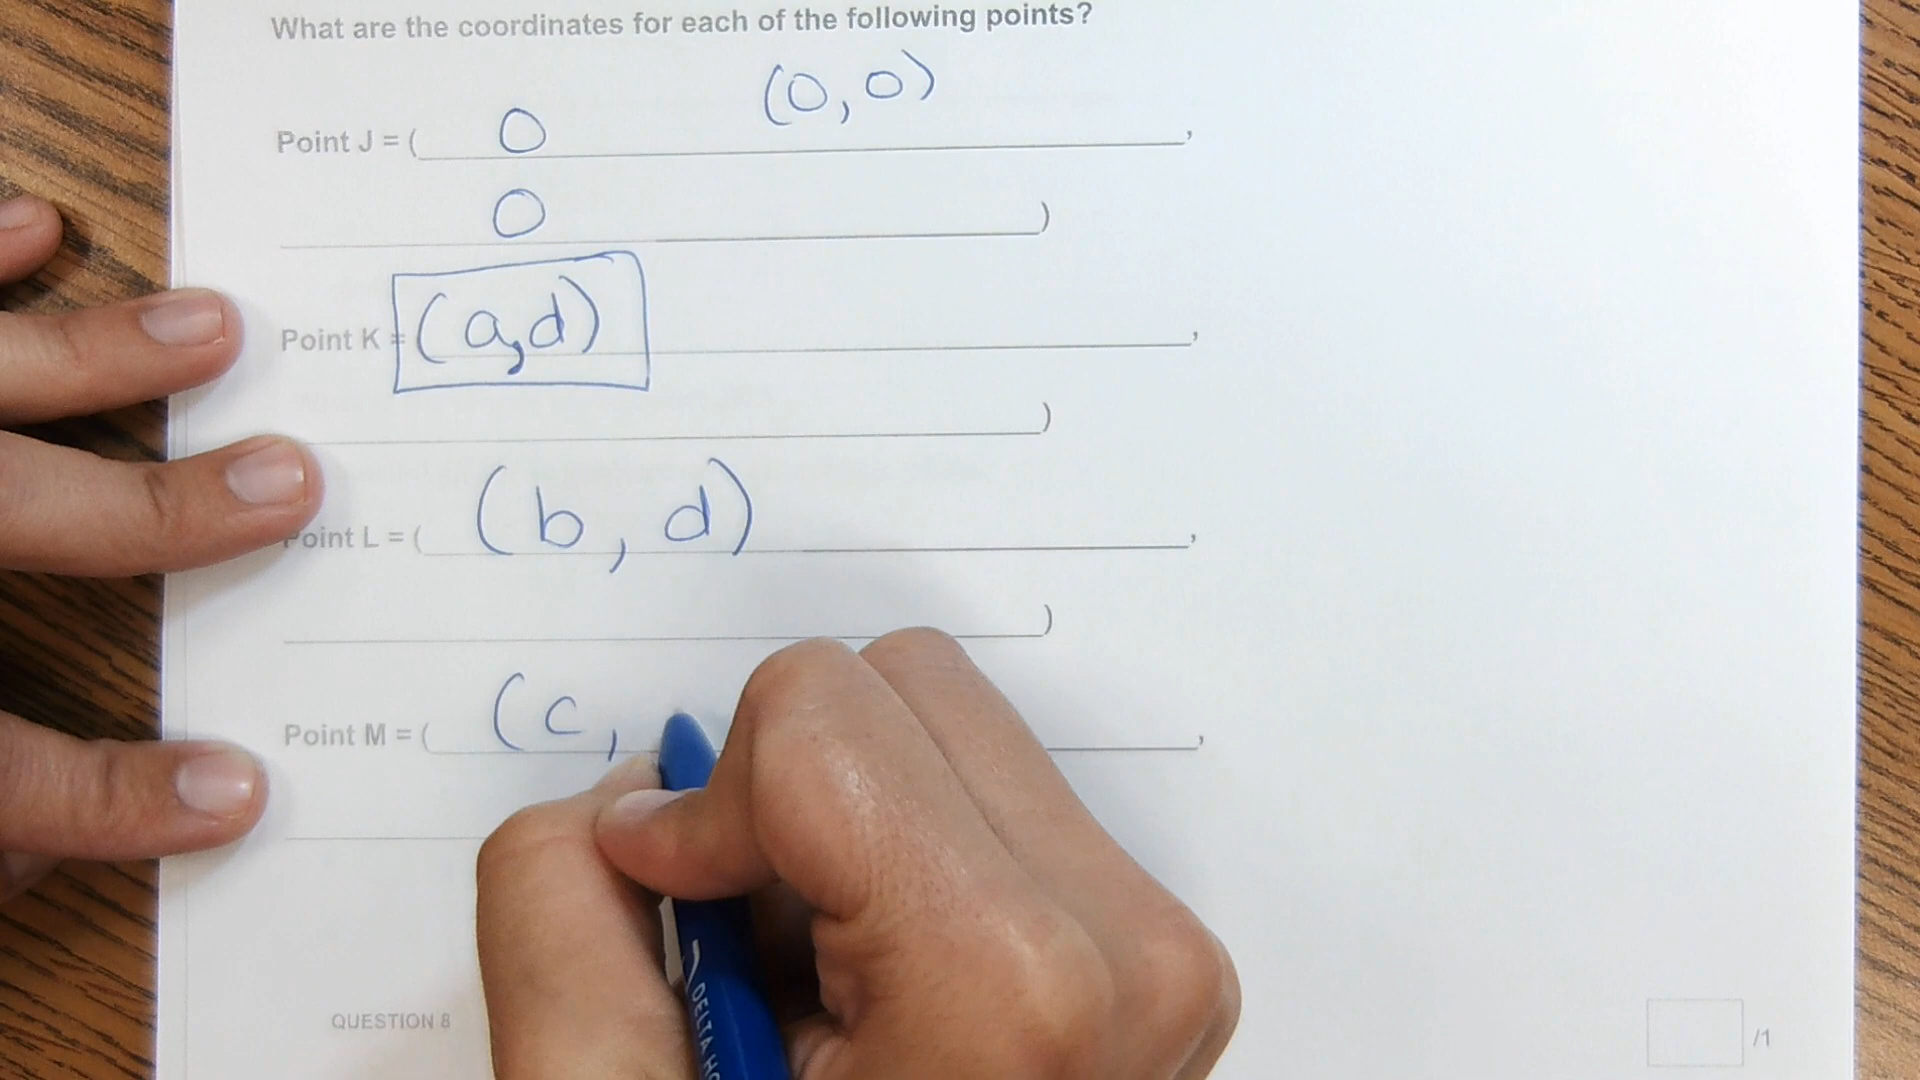 What are the coordinates for each of the following points?
(0,0)
Point J = ( 0 ,
0 )
Point K = (a,d) ,
)
Point L = ( (b, d) ,
)
Point M = ( (c, ,
QUESTION 8
/1